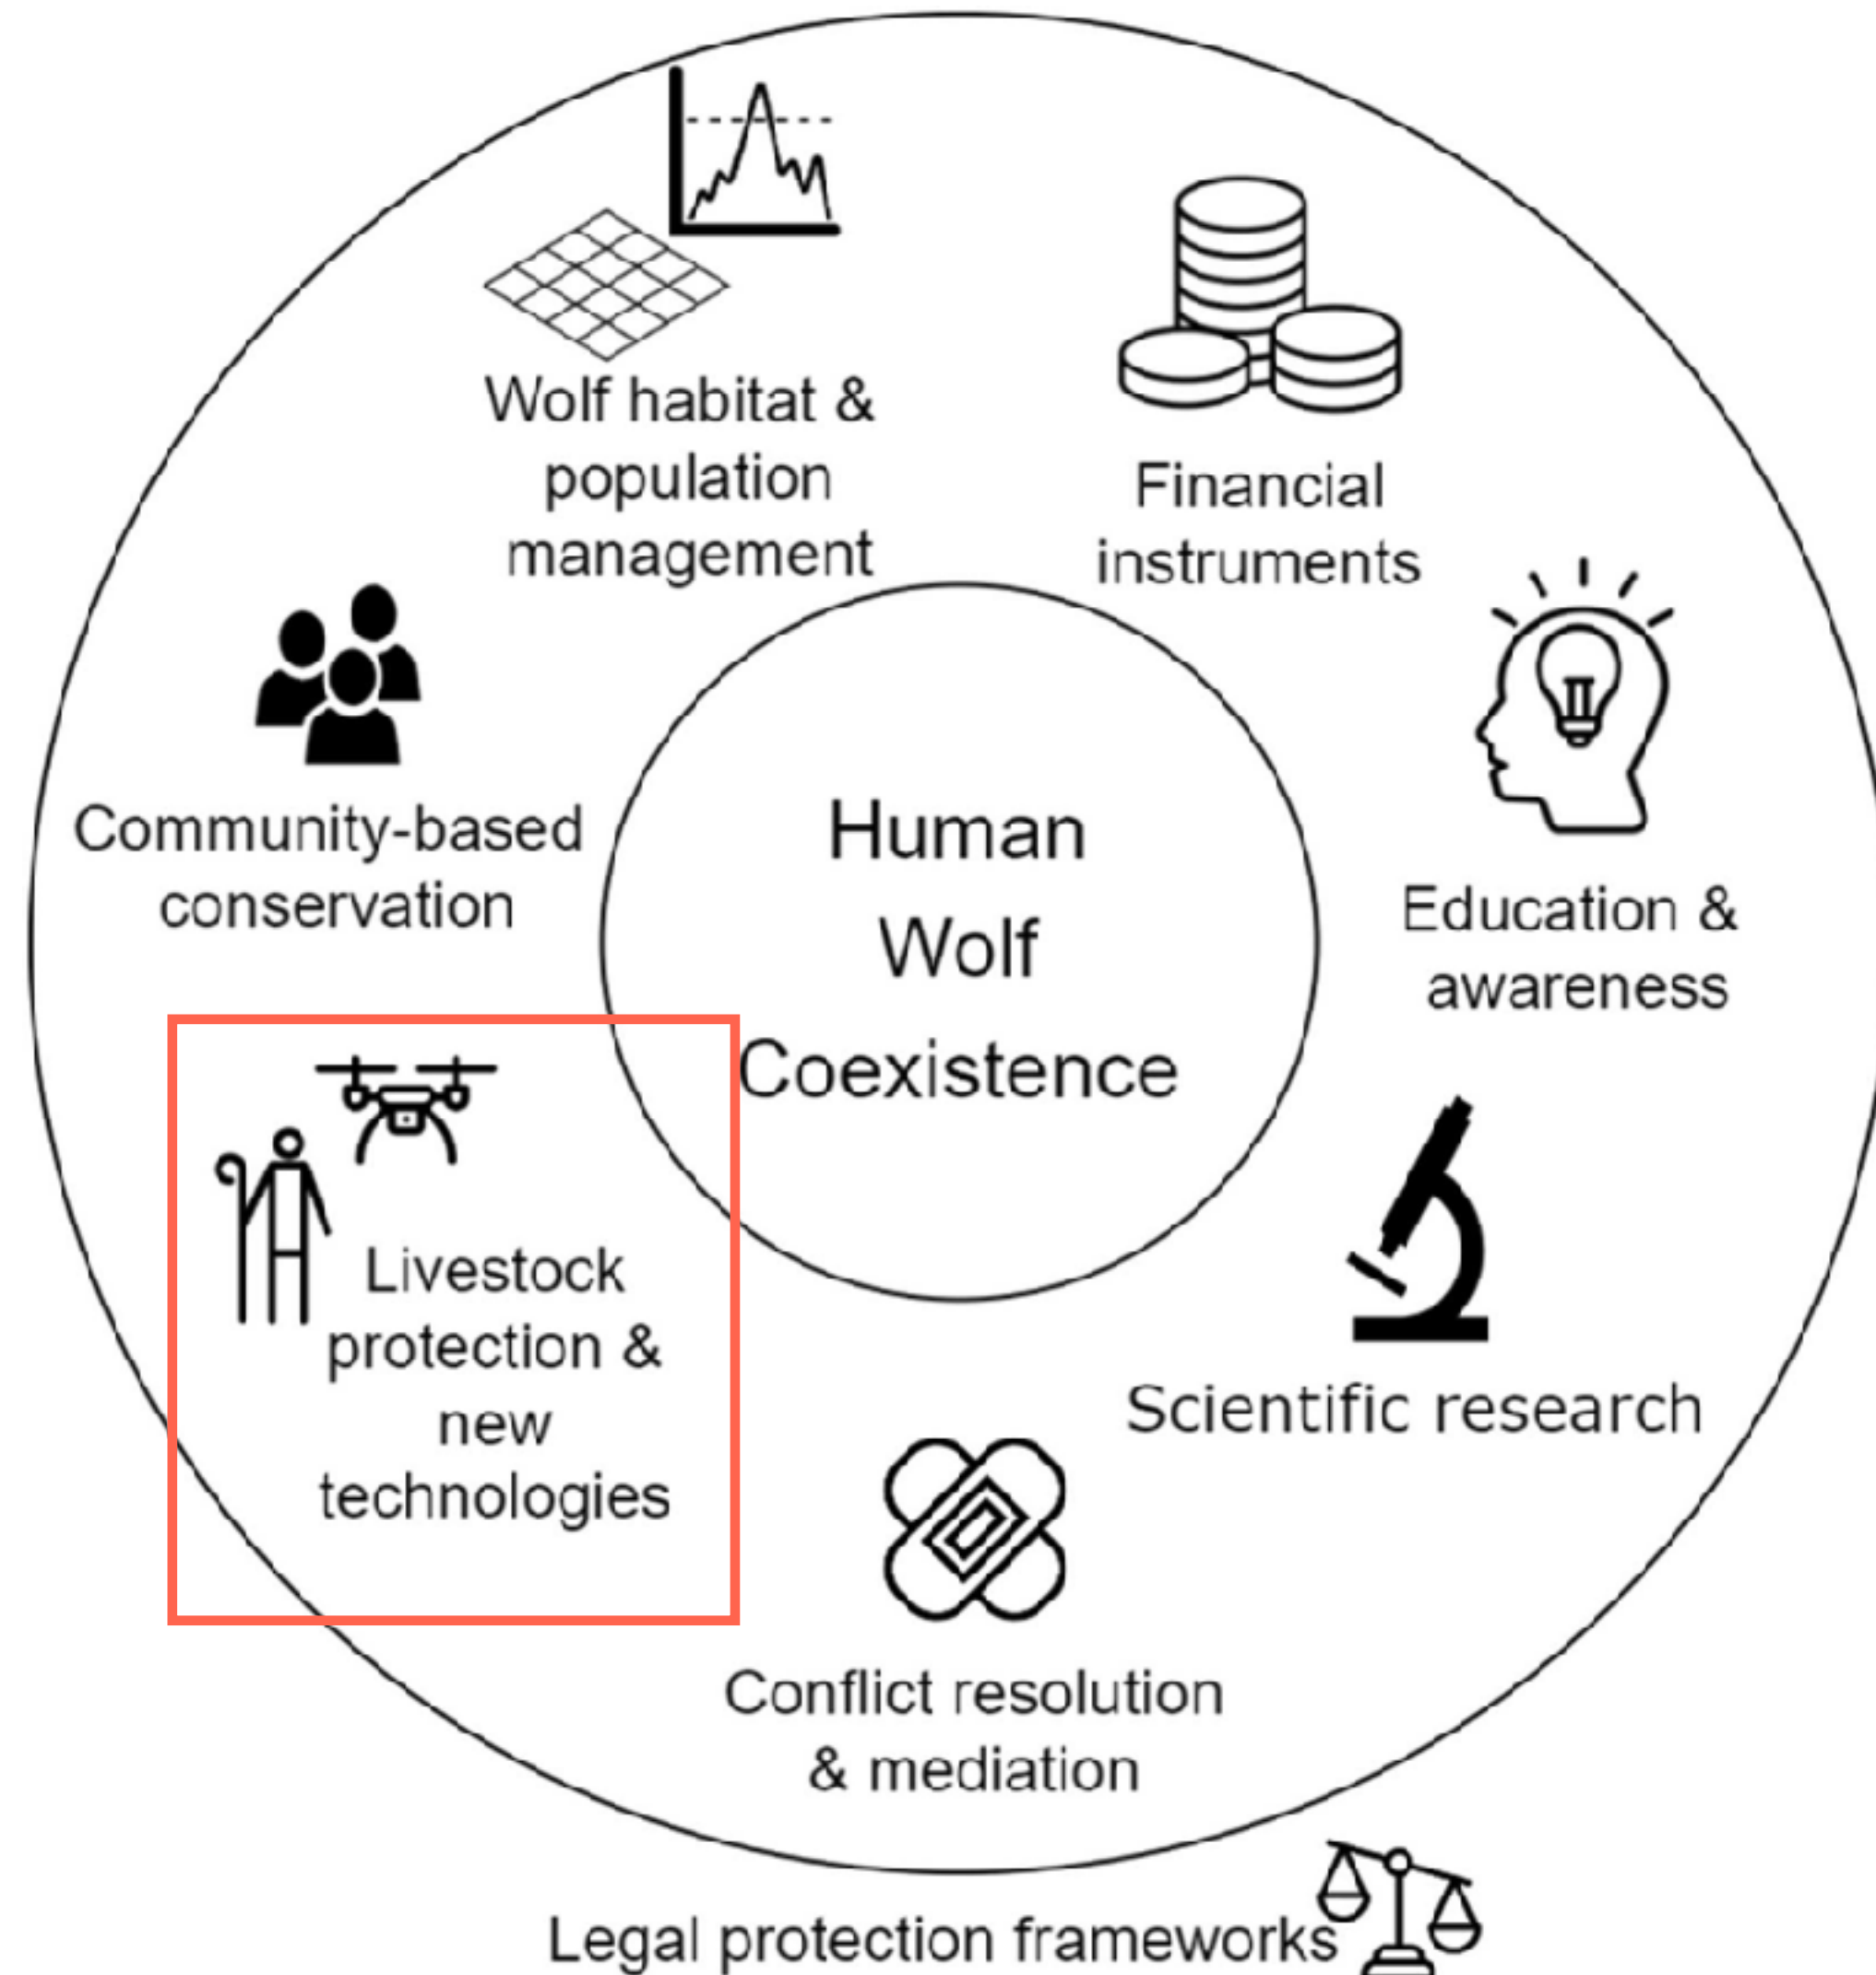 Wolf habitat &
population
management
Financial
instruments
Community-based
conservation
Human
Wolf
Coexistence
Education &
awareness
Livestock
protection &
new
technologies
Scientific research
Conflict resolution
& mediation
Legal protection frameworks